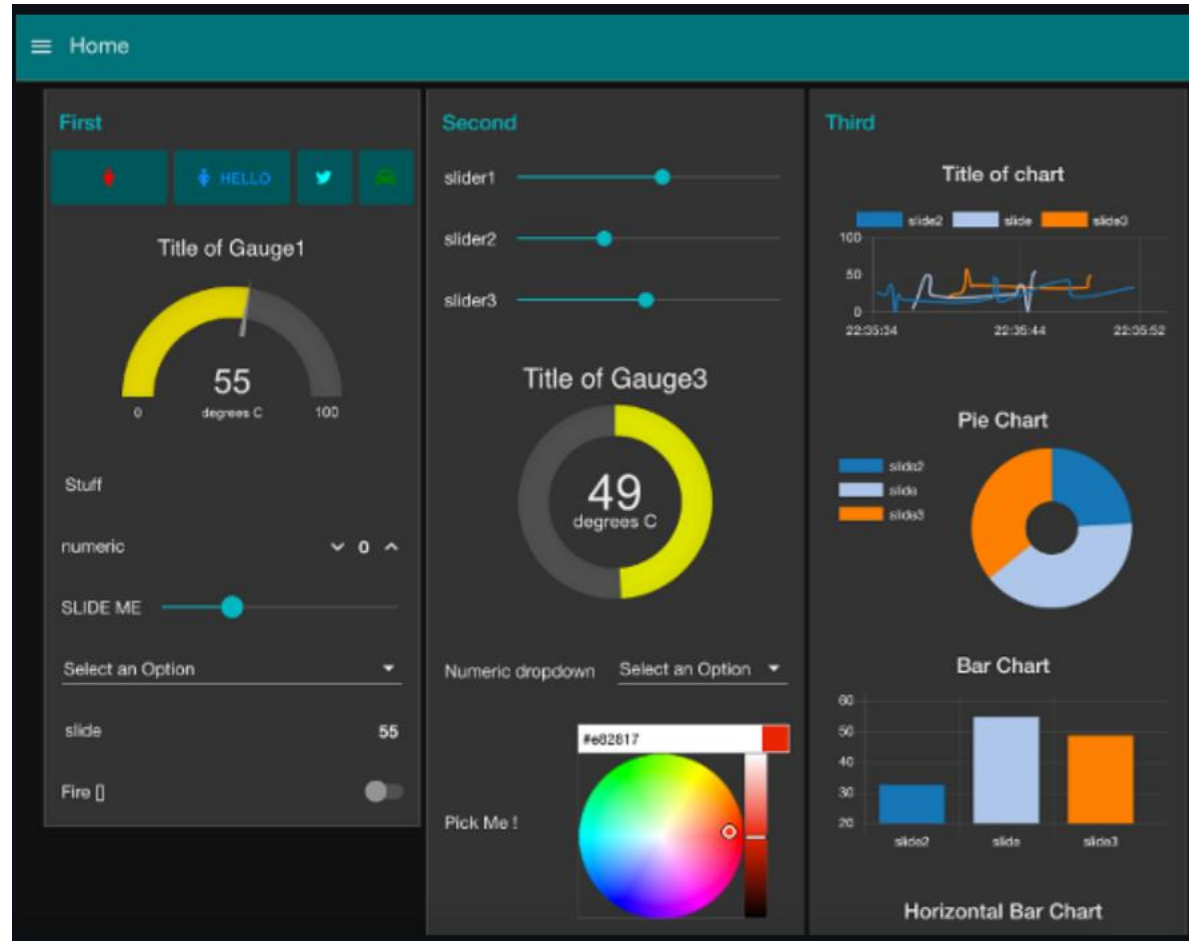 Home
First
HELLO
Title of Gauge1
55
degrees C
0
100
Stuff
numeric
0
SLIDE ME
Select an Option
slide
55
Fire []
Second
slider1
slider2
slider3
Title of Gauge3
49
degrees C
Numeric dropdown
Select an Option
#e82817
Pick Me !
Third
Title of chart
slide2 slide slide3
100
50
0
22:35:34 22:35:44 22:35:52
Pie Chart
slide2
slide
slide3
Bar Chart
60
50
40
30
20
slide2 slide slide3
Horizontal Bar Chart